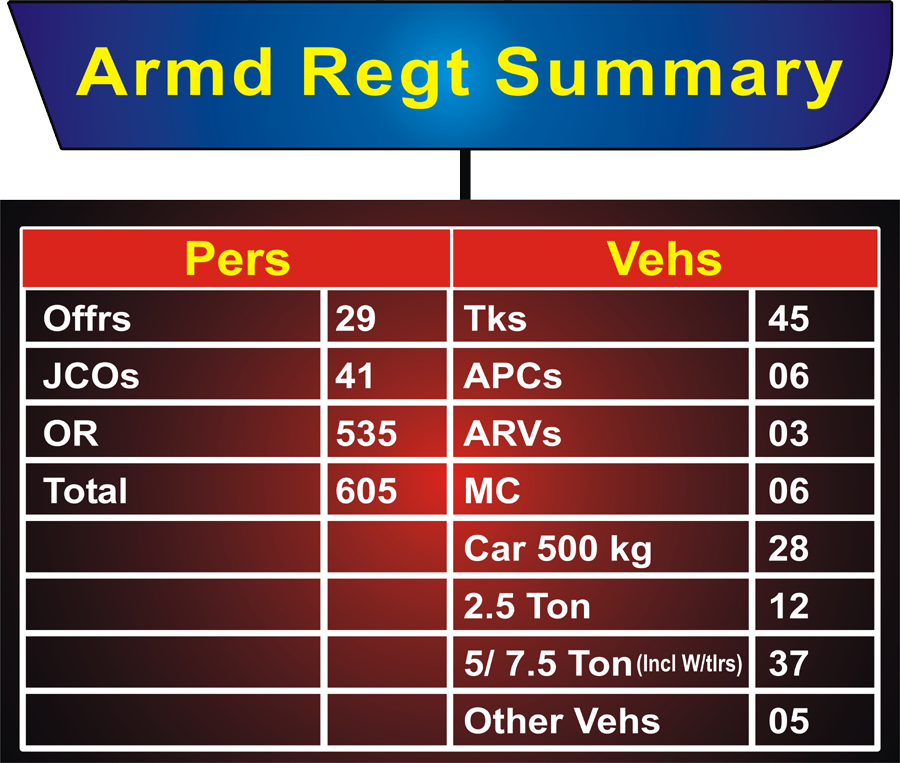 Armd Regt Summary
Pers Vehs
Offrs 29 Tks 45
JCOs 41 APCs 06
OR 535 ARVs 03
Total 605 MC 06
Car 500 kg 28
2.5 Ton 12
5/ 7.5 Ton (Incl W/tlrs) 37
Other Vehs 05